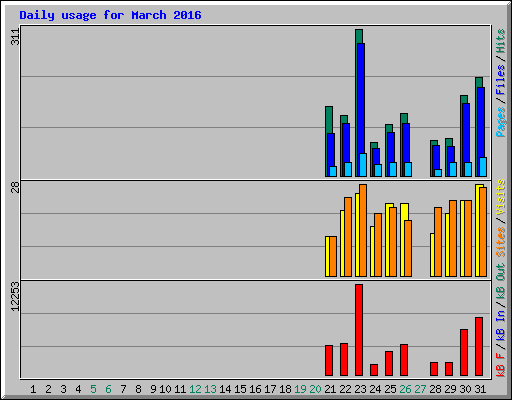 Daily usage for March 2016
311
Pages / Files / Hits
28
Sites / Visits
12253
kB F / kB In / kB Out
1 2 3 4 5 6 7 8 9 10 11 12 13 14 15 16 17 18 19 20 21 22 23 24 25 26 27 28 29 30 31